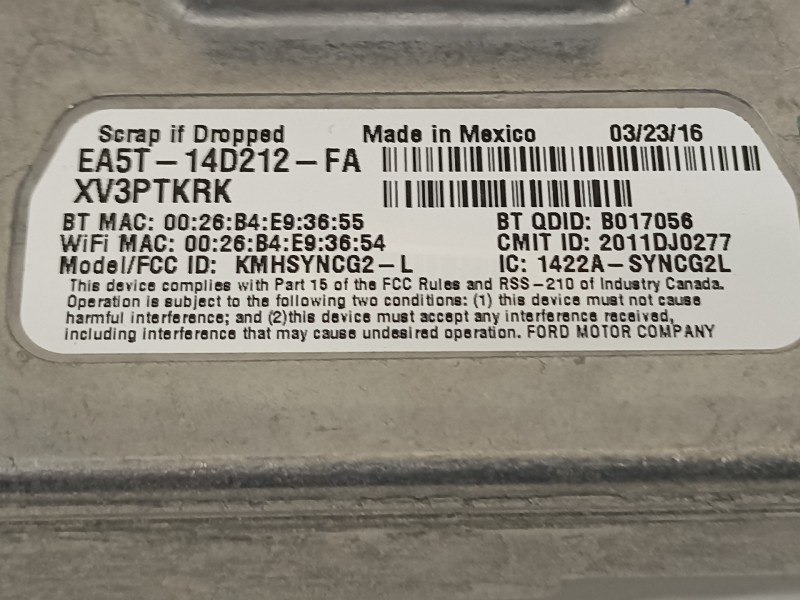 Scrap if Dropped Made in Mexico 03/23/16
EA5T-14D212-FA
XV3PTKRK
BT MAC: 00:26:B4:E9:36:55 BT QDID: B017056
WiFi MAC: 00:26:B4:E9:36:54 CMIT ID: 2011DJ0277
Model/FCC ID: KMHSYNCG2-L IC: 1422A-SYNCG2L
This device complies with Part 15 of the FCC Rules and RSS-210 of Industry Canada.
Operation is subject to the following two conditions: (1) this device must not cause
harmful interference; and (2)this device must accept any interference received,
including interference that may cause undesired operation. FORD MOTOR COMPANY